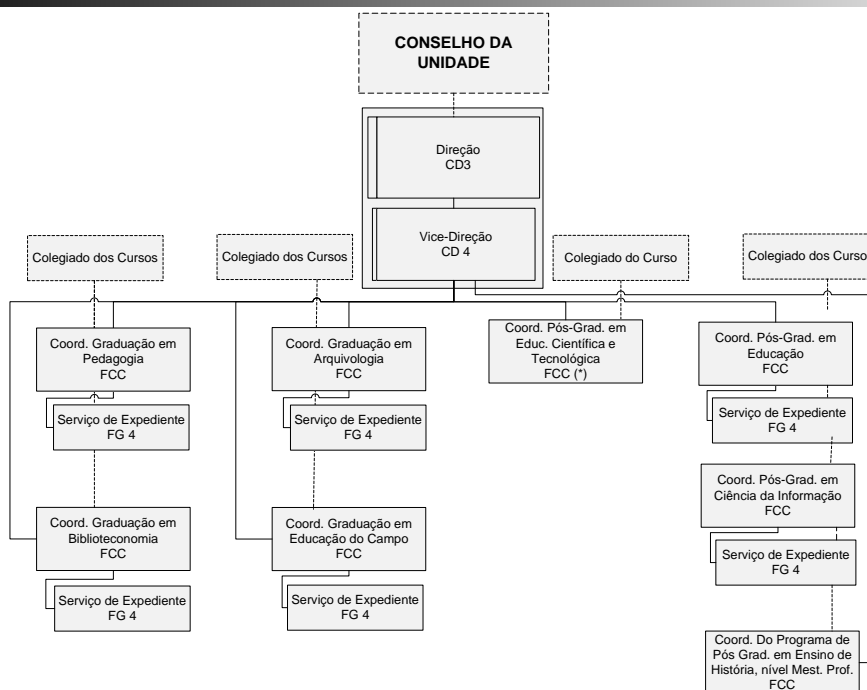 CONSELHO DA
UNIDADE
Direção
CD3
Vice-Direção
CD 4
Colegiado dos Cursos
Colegiado dos Cursos
Colegiado do Curso
Colegiado dos Curso
Coord. Graduação em
Pedagogia
FCC
Serviço de Expediente
FG 4
Coord. Graduação em
Biblioteconomia
FCC
Serviço de Expediente
FG 4
Coord. Graduação em
Arquivologia
FCC
Serviço de Expediente
FG 4
Coord. Graduação em
Educação do Campo
FCC
Serviço de Expediente
FG 4
Coord. Pós-Grad. em
Educ. Científica e
Tecnológica
FCC (*)
Coord. Pós-Grad. em
Educação
FCC
Serviço de Expediente
FG 4
Coord. Pós-Grad. em
Ciência da Informação
FCC
Serviço de Expediente
FG 4
Coord. Do Programa de
Pós Grad. em Ensino de
História, nível Mest. Prof.
FCC